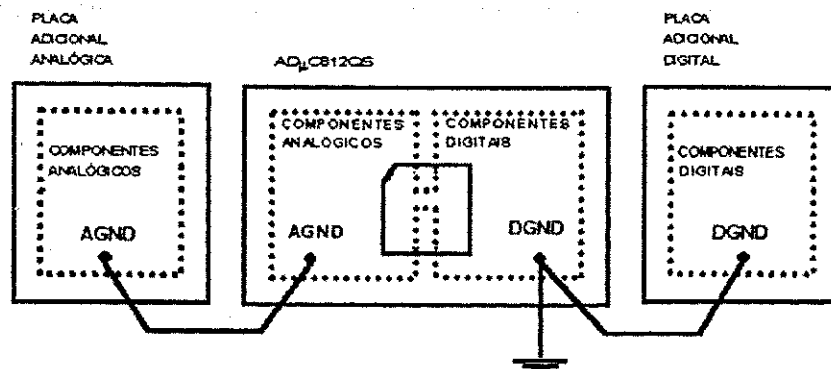 PLACA
ADICIONAL
ANALÓGICA
ADµC812QS
PLACA
ADICIONAL
DIGITAL
COMPONENTES
ANALÓGICOS
AGND
COMPONENTES
ANALÓGICOS
AGND
COMPONENTES
DIGITAIS
DGND
COMPONENTES
DIGITAIS
DGND